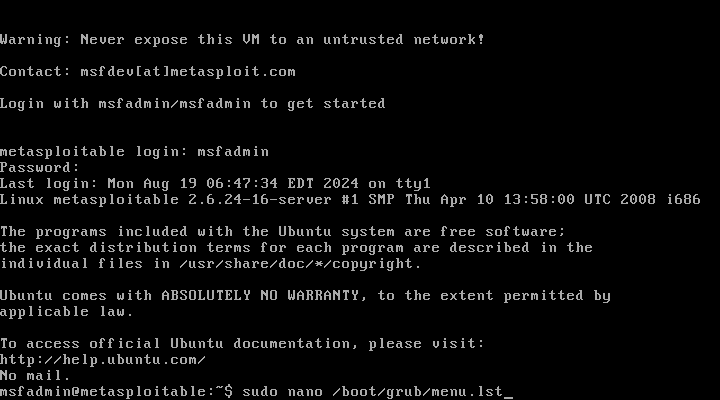 Warning: Never expose this VM to an untrusted network!
Contact: msfdev[at]metasploit.com
Login with msfadmin/msfadmin to get started
metasploitable login: msfadmin
Password:
Last login: Mon Aug 19 06:47:34 EDT 2024 on tty1
Linux metasploitable 2.6.24-16-server #1 SMP Thu Apr 10 13:58:00 UTC 2008 i686
The programs included with the Ubuntu system are free software;
the exact distribution terms for each program are described in the
individual files in /usr/share/doc/*/copyright.
Ubuntu comes with ABSOLUTELY NO WARRANTY, to the extent permitted by
applicable law.
To access official Ubuntu documentation, please visit:
http://help.ubuntu.com/
No mail.
msfadmin@metasploitable:~$ sudo nano /boot/grub/menu.lst_